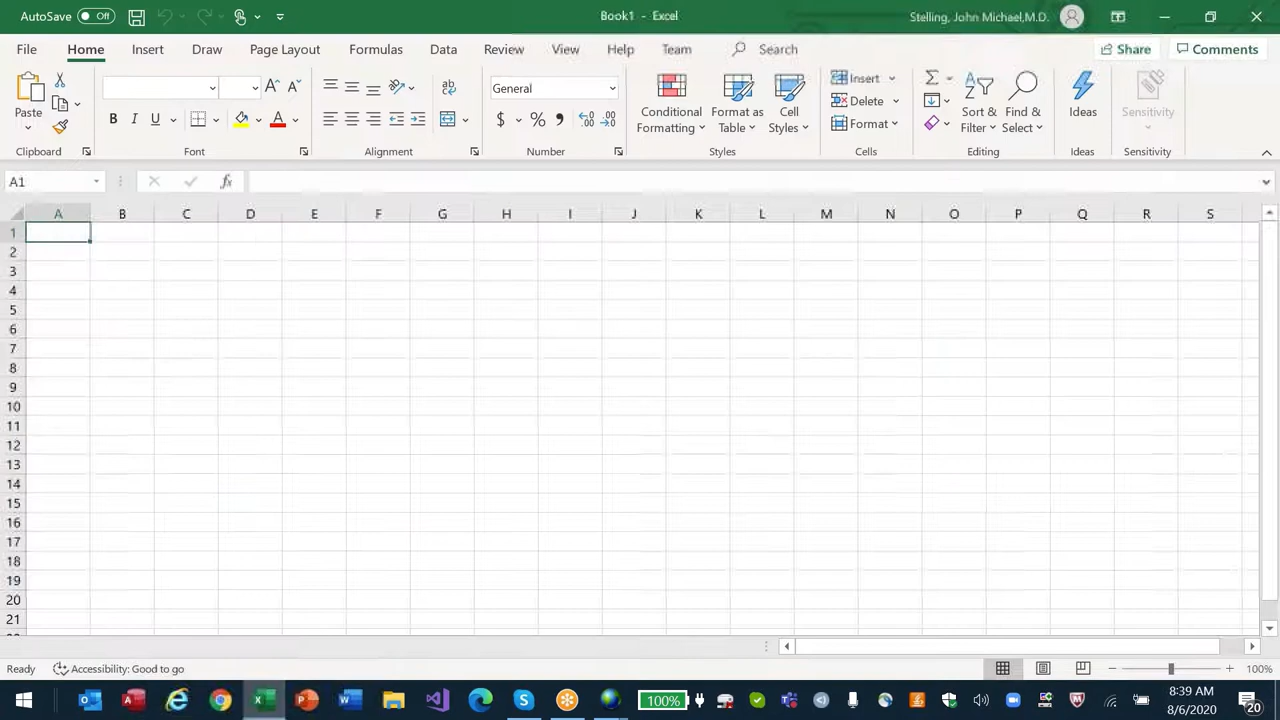 AutoSave Off Book1 - Excel Stelling, John Michael,M.D.
File Home Insert Draw Page Layout Formulas Data Review View Help Team Search Share Comments
Paste
Clipboard
B I U A
Font
ab
Alignment
General
$ % 9
Number
Conditional Formatting
Format as Table
Cell Styles
Styles
Insert
Delete
Format
Cells
Sort & Filter
Find & Select
Editing
Ideas
Ideas
Sensitivity
Sensitivity
A1 fx
A B C D E F G H I J K L M N O P Q R S
1
2
3
4
5
6
7
8
9
10
11
12
13
14
15
16
17
18
19
20
21
Ready Accessibility: Good to go 100%
100% 8:39 AM
8/6/2020 20